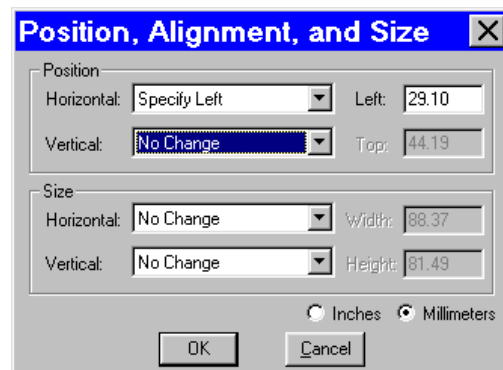 Position, Alignment, and Size
Position
Horizontal: Specify Left Left: 29.10
Vertical: No Change Top: 44.19
Size
Horizontal: No Change Width: 88.37
Vertical: No Change Height: 81.49
Inches Millimeters
OK Cancel